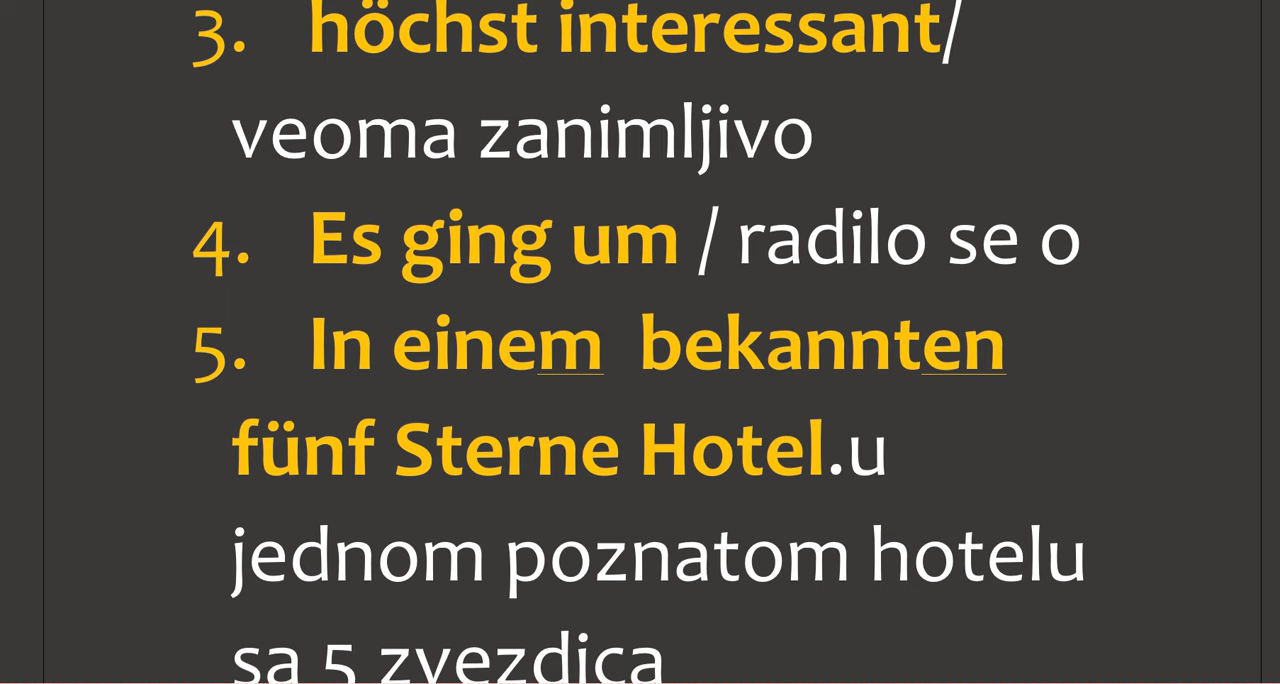 3. höchst interessant/
veoma zanimljivo
4. Es ging um / radilo se o
5. In einem bekannten
fünf Sterne Hotel.u
jednom poznatom hotelu
sa 5 zvezdica